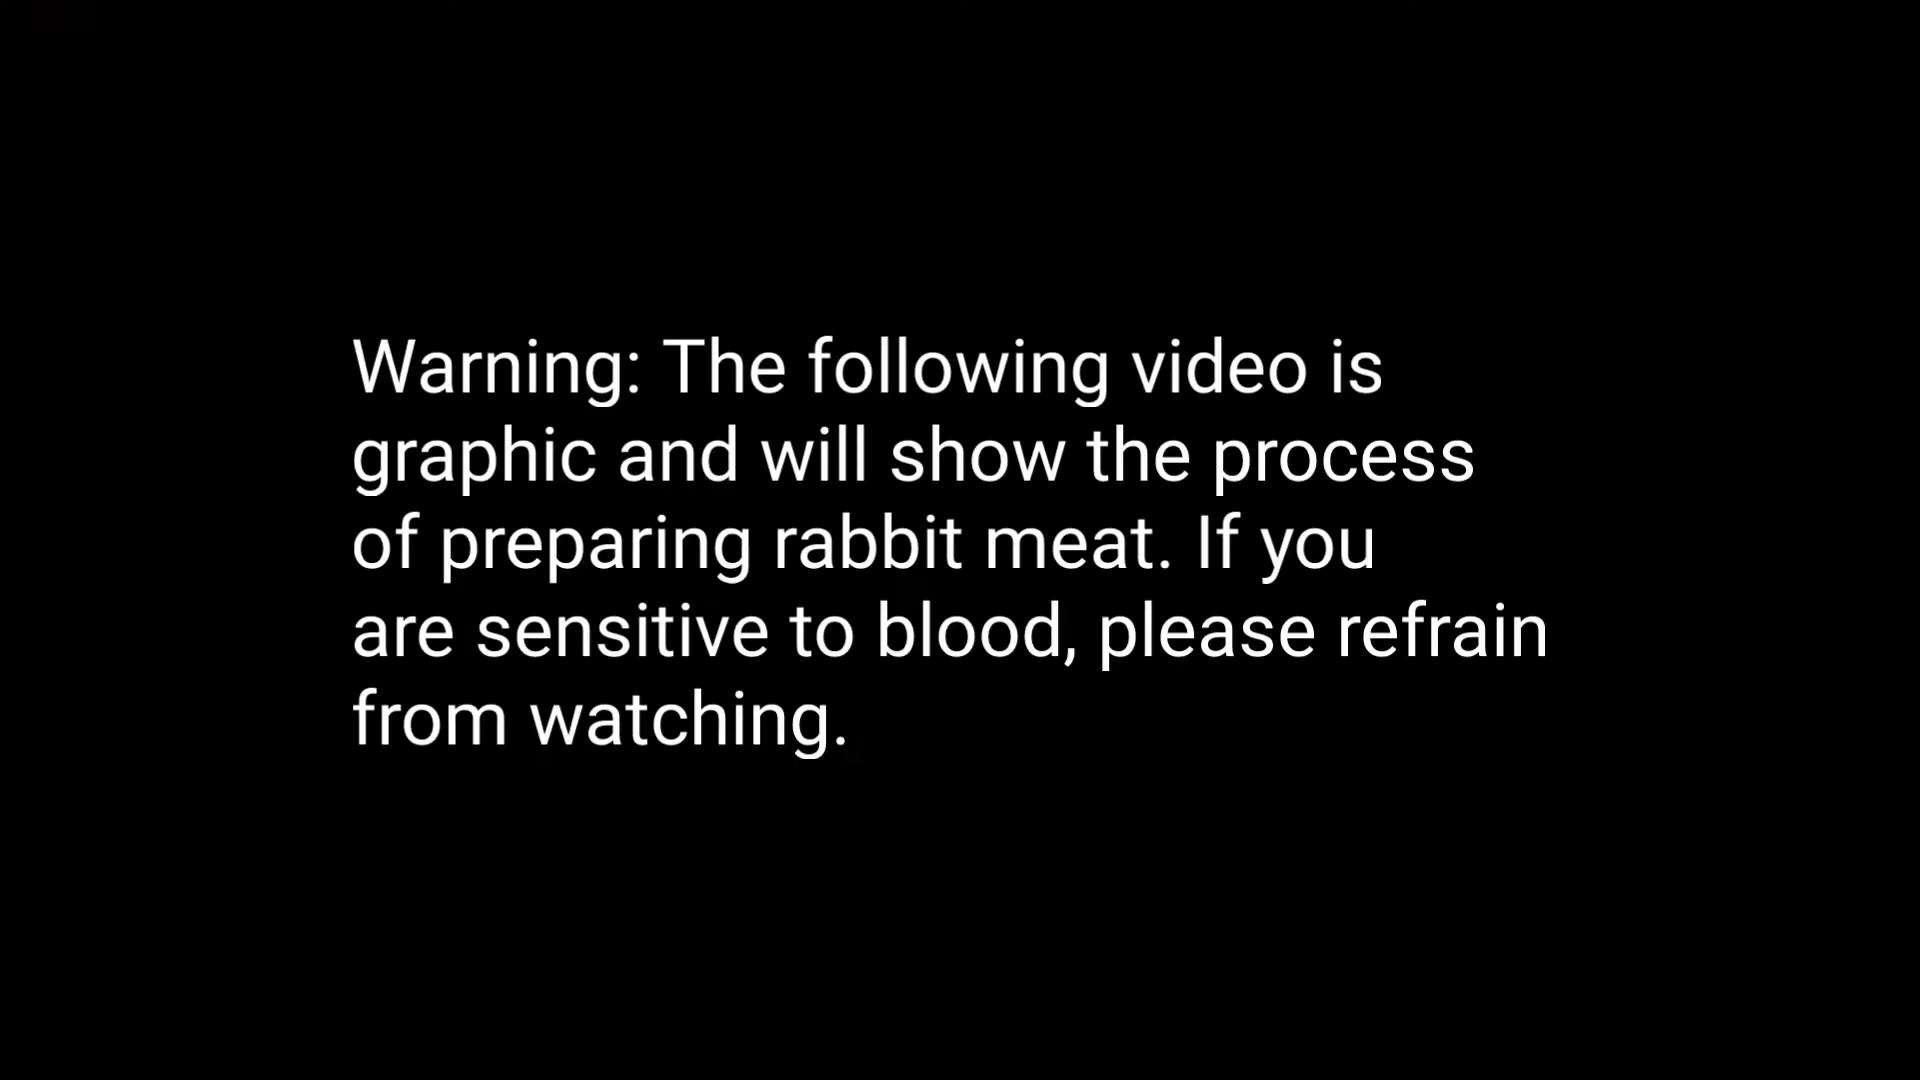 Warning: The following video is
graphic and will show the process
of preparing rabbit meat. If you
are sensitive to blood, please refrain
from watching.